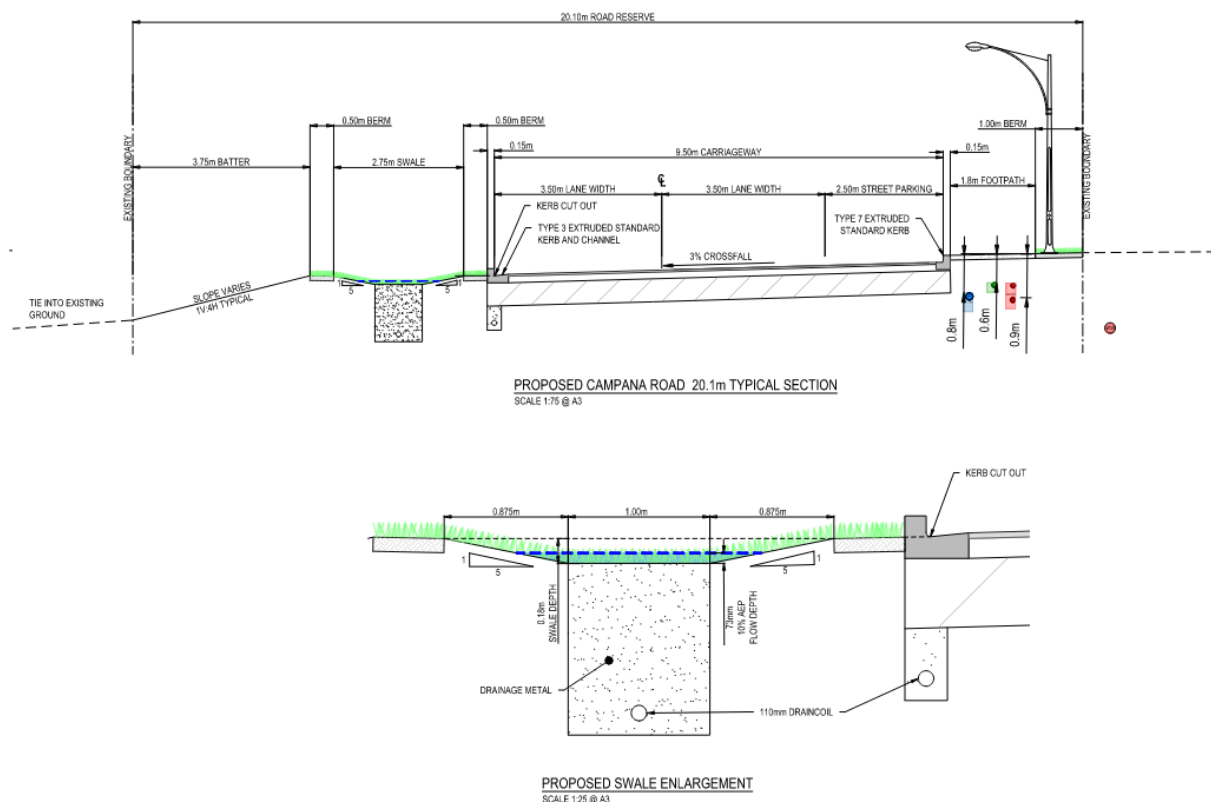 20.10m ROAD RESERVE
EXISTING BOUNDARY
0.50m BERM
0.50m BERM
1.00m BERM
3.75m BATTER
2.75m SWALE
0.15m
9.50m CARRIAGEWAY
0.15m
1.8m FOOTPATH
EXISTING BOUNDARY
3.50m LANE WIDTH
3.50m LANE WIDTH
2.50m STREET PARKING
KERB CUT OUT
TYPE 3 EXTRUDED STANDARD
KERB AND CHANNEL
TYPE 7 EXTRUDED
STANDARD KERB
3% CROSSFALL
TIE INTO EXISTING
GROUND
SLOPE VARIES
1V:4H TYPICAL
1
5
1
5
0.8m
0.6m
0.9m
PROPOSED CAMPANA ROAD 20.1m TYPICAL SECTION
SCALE 1:75 @ A3
KERB CUT OUT
0.875m
1.00m
0.875m
1
5
1
5
0.18m
SWALE DEPTH
73mm
10% AEP
FLOW DEPTH
DRAINAGE METAL
110mm DRAINCOIL
PROPOSED SWALE ENLARGEMENT
SCALE 1:25 @ A3